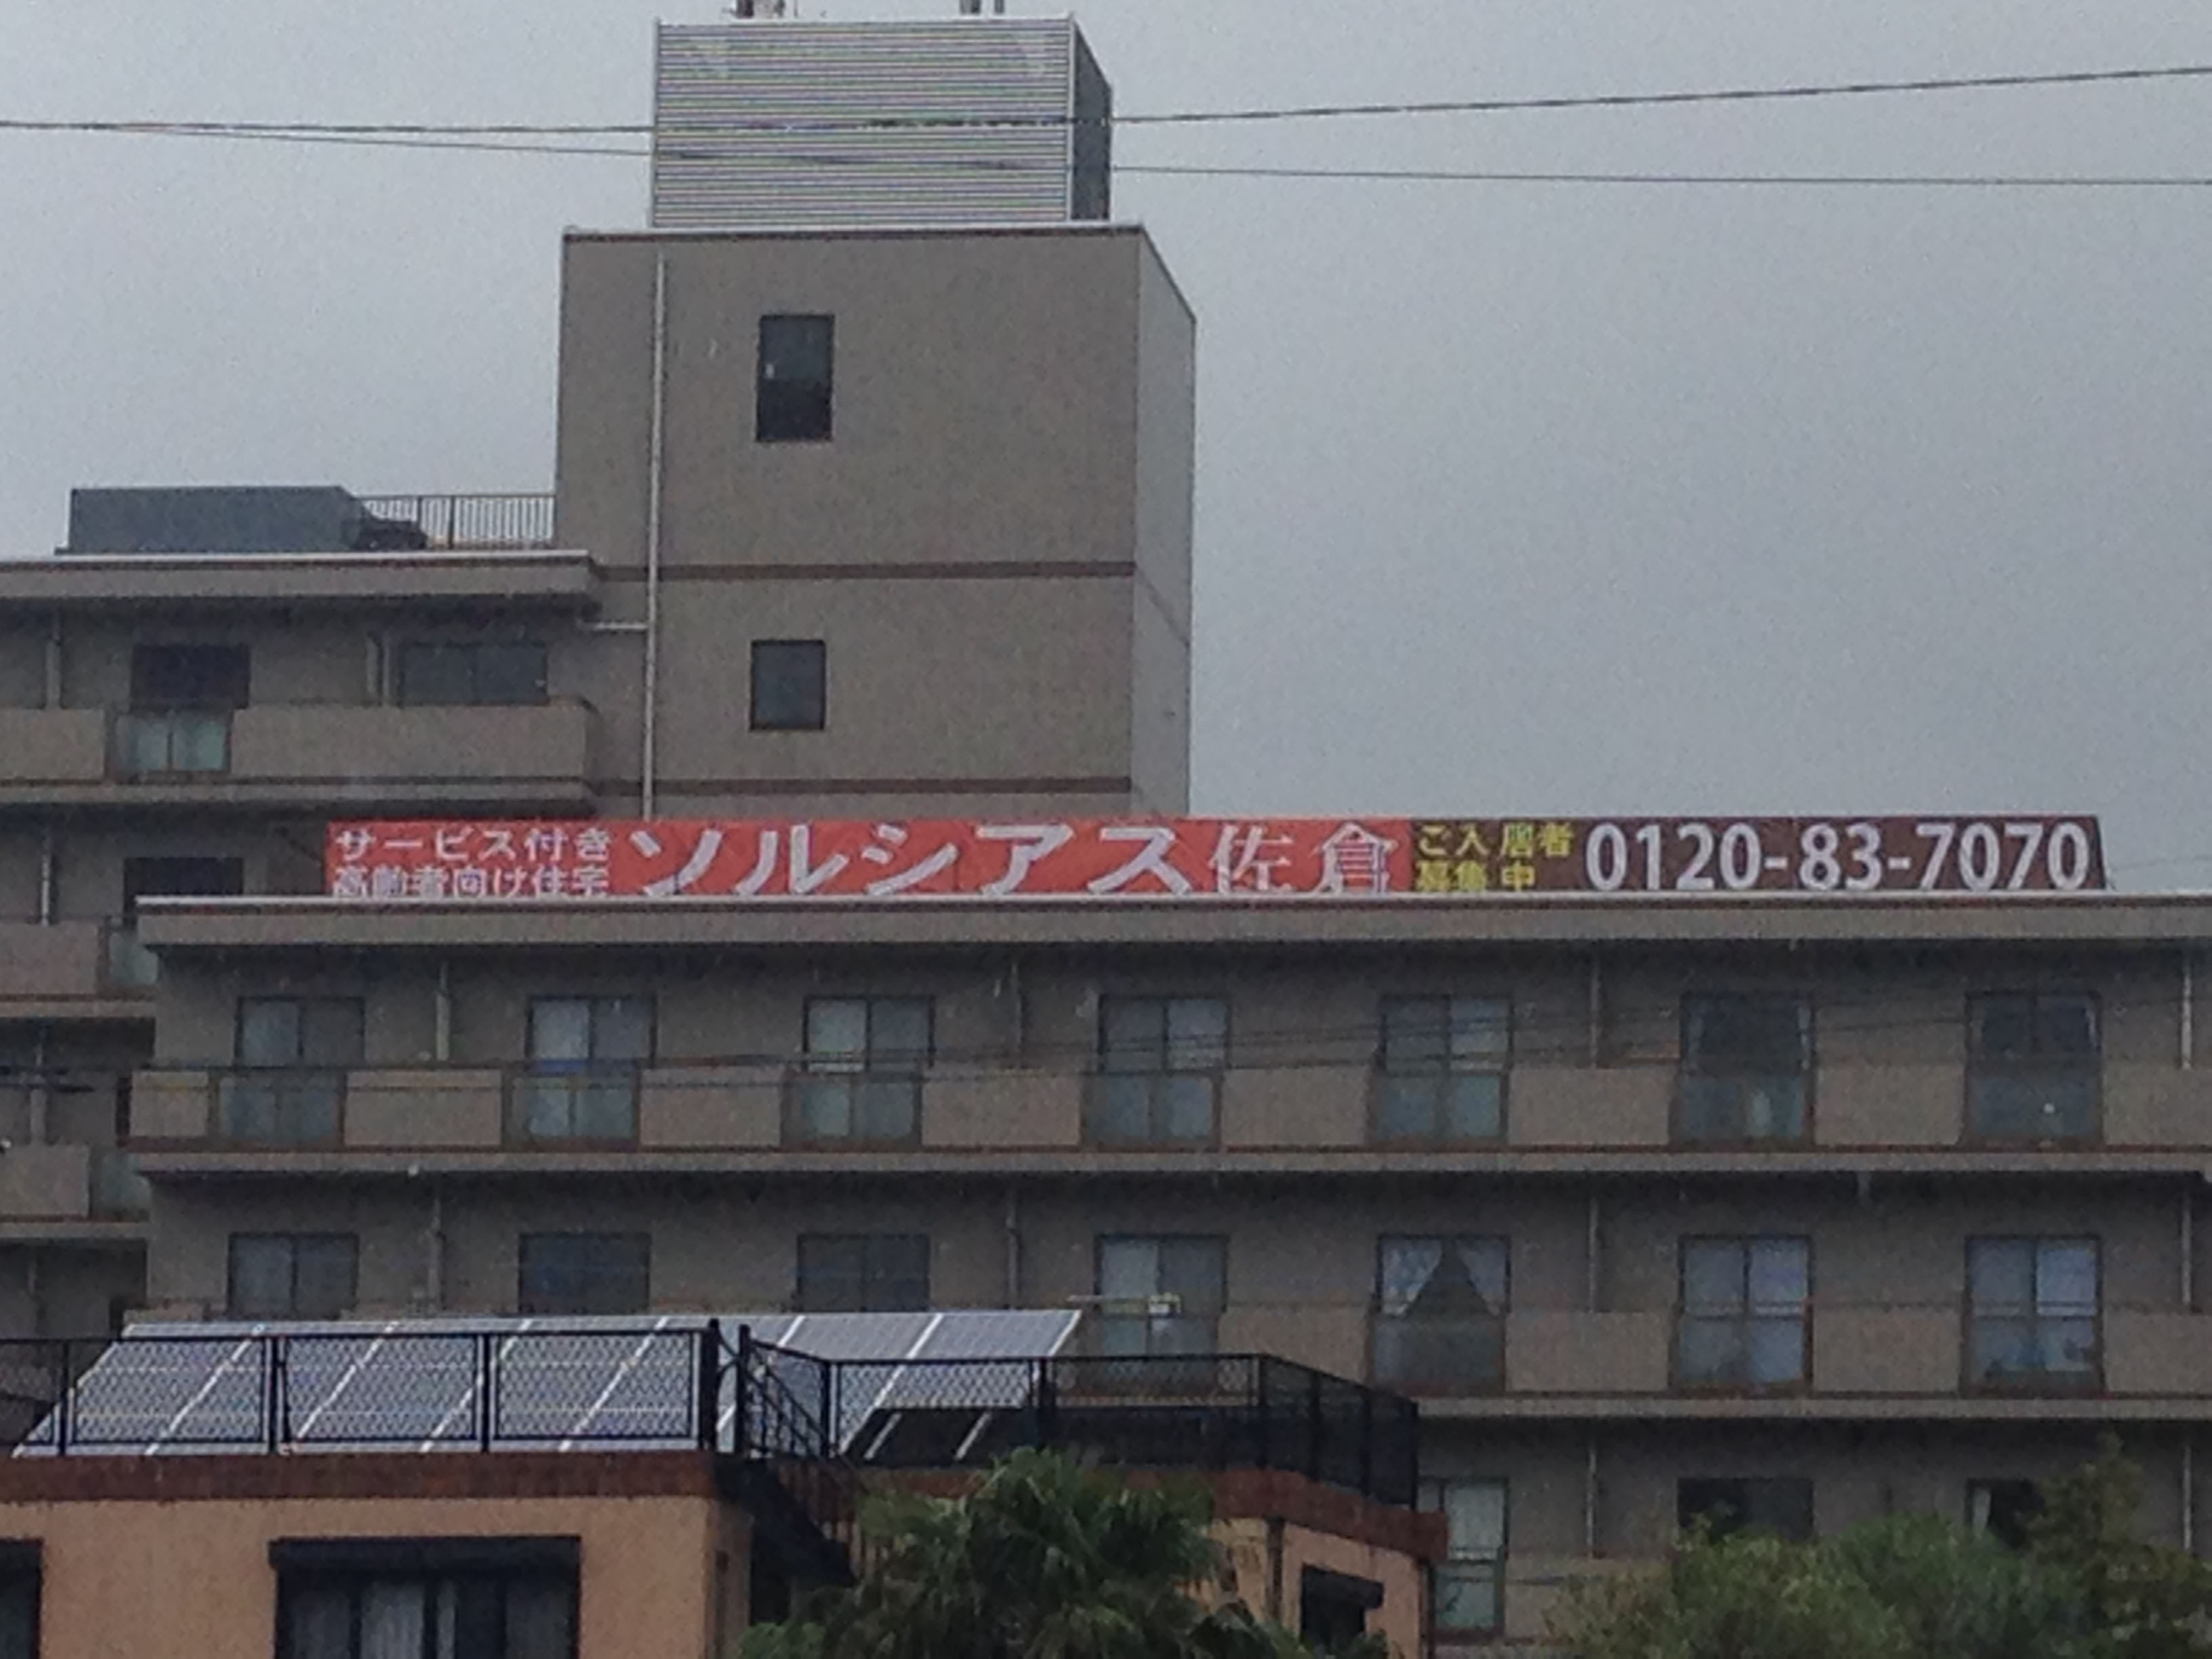 サービス付き
高齢者向け住宅
ソルシアス佐倉
ご入居者
募集中
0120-83-7070